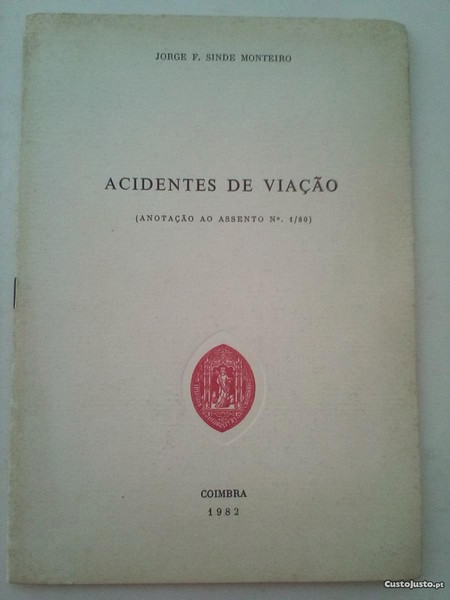 JORGE F. SINDE MONTEIRO
ACIDENTES DE VIAÇÃO
(ANOTAÇÃO AO ASSENTO Nº. 1/80)
COIMBRA
1982
CustoJusto.pt